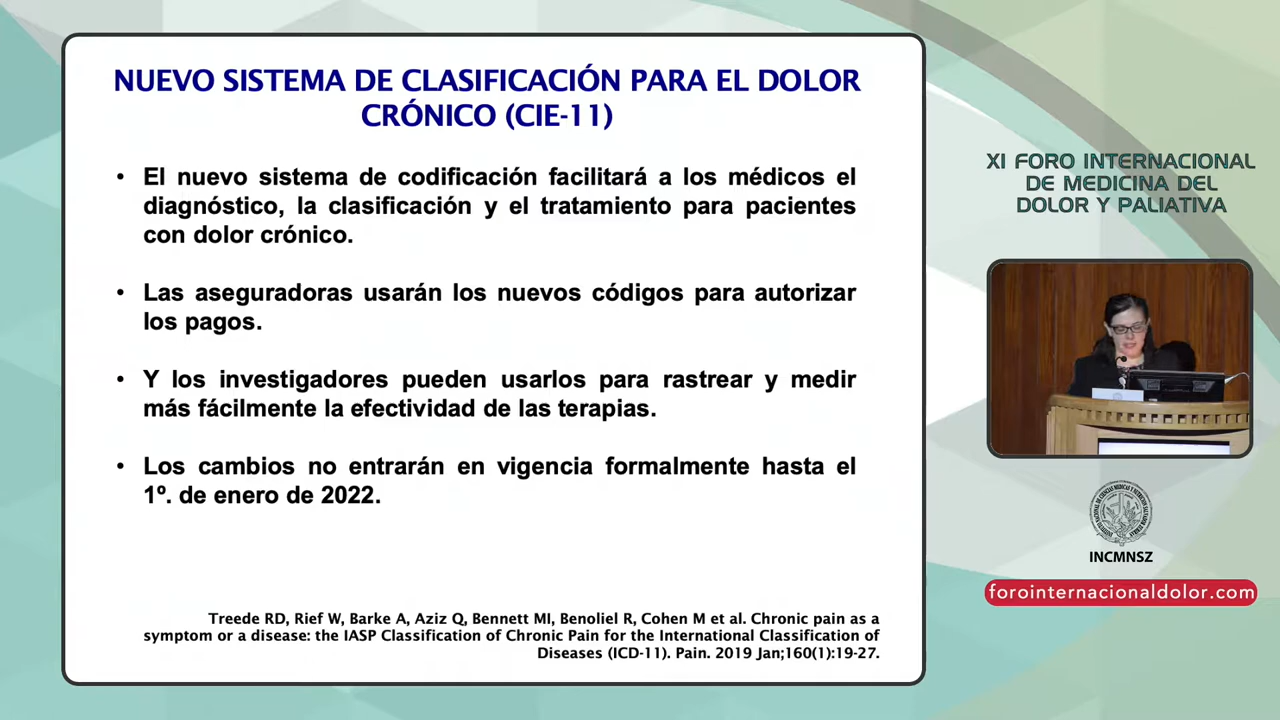 NUEVO SISTEMA DE CLASIFICACIÓN PARA EL DOLOR
CRÓNICO (CIE-11)
• El nuevo sistema de codificación facilitará a los médicos el
diagnóstico, la clasificación y el tratamiento para pacientes
con dolor crónico.
• Las aseguradoras usarán los nuevos códigos para autorizar
los pagos.
• Y los investigadores pueden usarlos para rastrear y medir
más fácilmente la efectividad de las terapias.
• Los cambios no entrarán en vigencia formalmente hasta el
1º. de enero de 2022.
Treede RD, Rief W, Barke A, Aziz Q, Bennett MI, Benoliel R, Cohen M et al. Chronic pain as a
symptom or a disease: the IASP Classification of Chronic Pain for the International Classification of
Diseases (ICD-11). Pain. 2019 Jan;160(1):19-27.
XI FORO INTERNACIONAL
DE MEDICINA DEL
DOLOR Y PALIATIVA
INCMNSZ
forointernacionaldolor.com